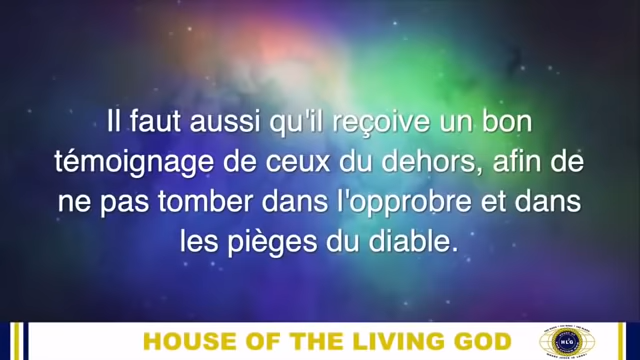 Il faut aussi qu'il reçoive un bon
témoignage de ceux du dehors, afin de
ne pas tomber dans l'opprobre et dans
les pièges du diable.
HOUSE OF THE LIVING GOD
HLG